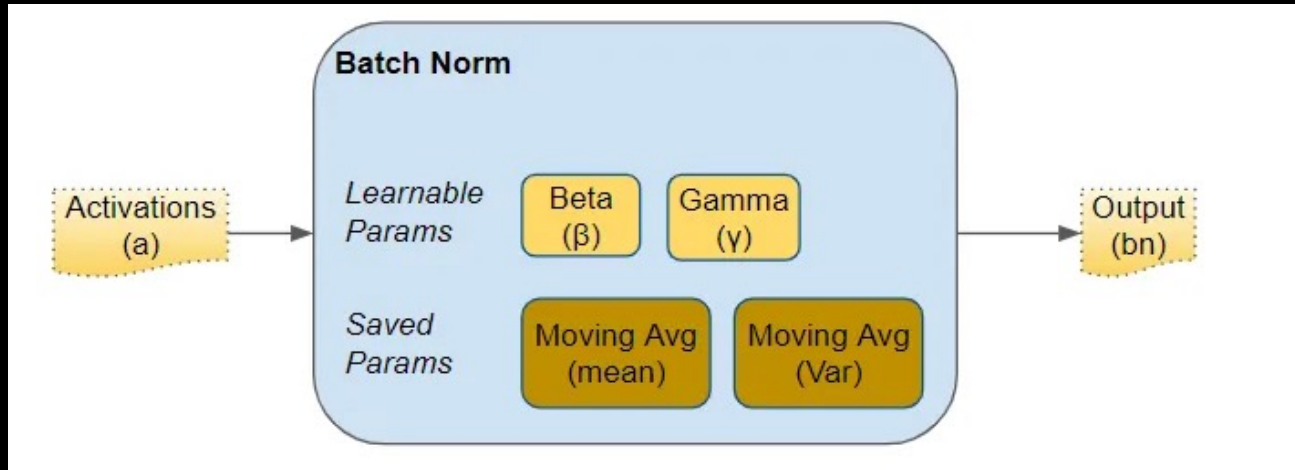 Batch Norm
Activations
(a)
Learnable
Params
Beta
(β)
Gamma
(γ)
Output
(bn)
Saved
Params
Moving Avg
(mean)
Moving Avg
(Var)